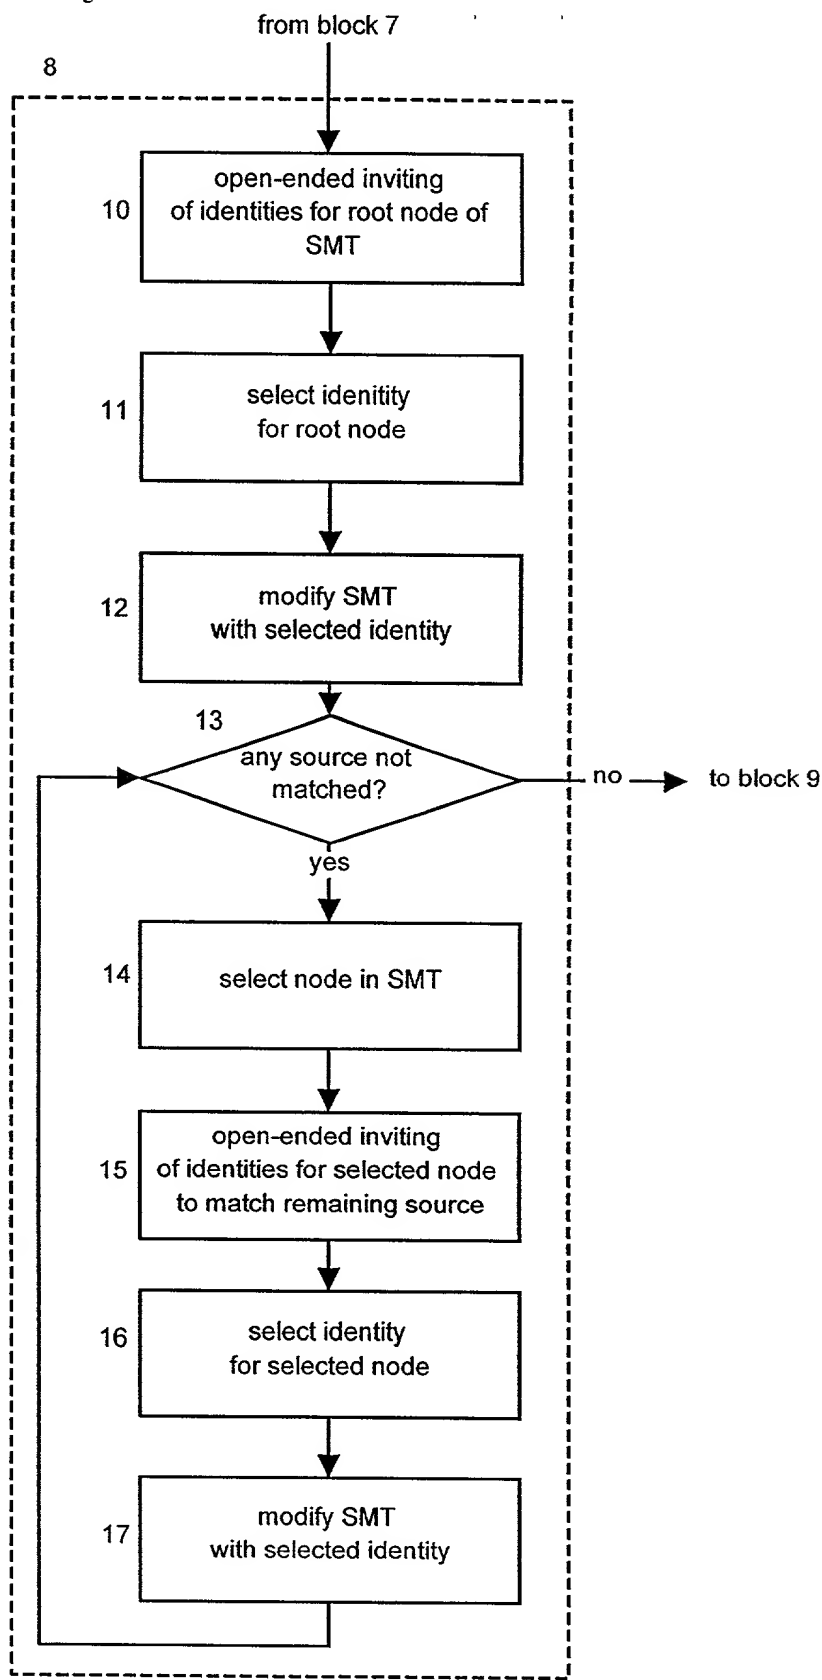 from block 7
8
10
open-ended inviting
of identities for root node of
SMT
11
select idenitity
for root node
12
modify SMT
with selected identity
13
any source not
matched?
no
to block 9
yes
14
select node in SMT
15
open-ended inviting
of identities for selected node
to match remaining source
16
select identity
for selected node
17
modify SMT
with selected identity